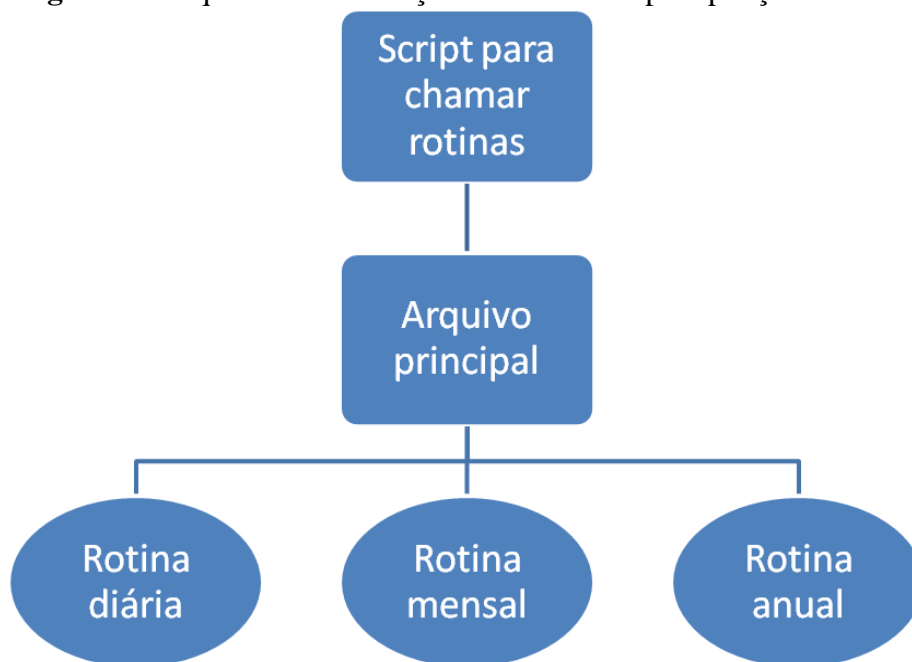 Script para
chamar
rotinas
Arquivo
principal
Rotina
diária
Rotina
mensal
Rotina
anual